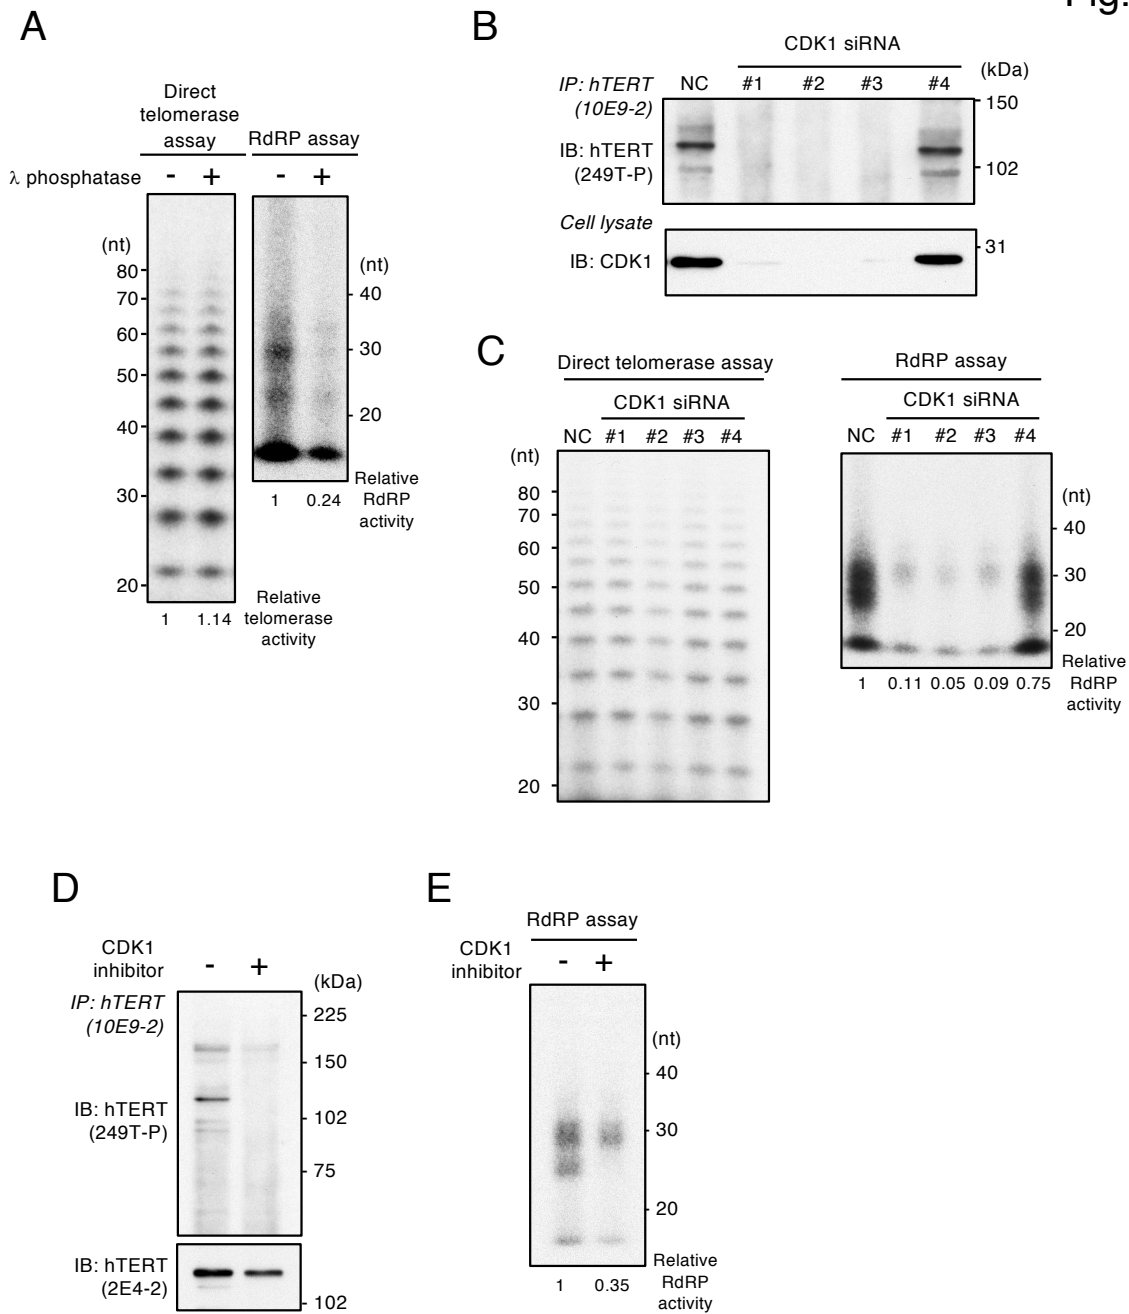 Fig.
A
Direct
telomerase
assay
RdRP assay
λ phosphatase
- +
- +
(nt)
80
70
60
50
40
30
20
(nt)
40
30
20
1 0.24
Relative
RdRP
activity
1 1.14
Relative
telomerase
activity
B
CDK1 siRNA
IP: hTERT
(10E9-2)
NC #1 #2 #3 #4
(kDa)
150
102
IB: hTERT
(249T-P)
Cell lysate
IB: CDK1
31
C
Direct telomerase assay
CDK1 siRNA
NC #1 #2 #3 #4
(nt)
80
70
60
50
40
30
20
RdRP assay
CDK1 siRNA
NC #1 #2 #3 #4
(nt)
40
30
20
1 0.11 0.05 0.09 0.75
Relative
RdRP
activity
D
CDK1
inhibitor
- +
(kDa)
IP: hTERT
(10E9-2)
225
150
102
75
IB: hTERT
(249T-P)
IB: hTERT
(2E4-2)
102
E
RdRP assay
CDK1
inhibitor
- +
(nt)
40
30
20
1 0.35
Relative
RdRP
activity